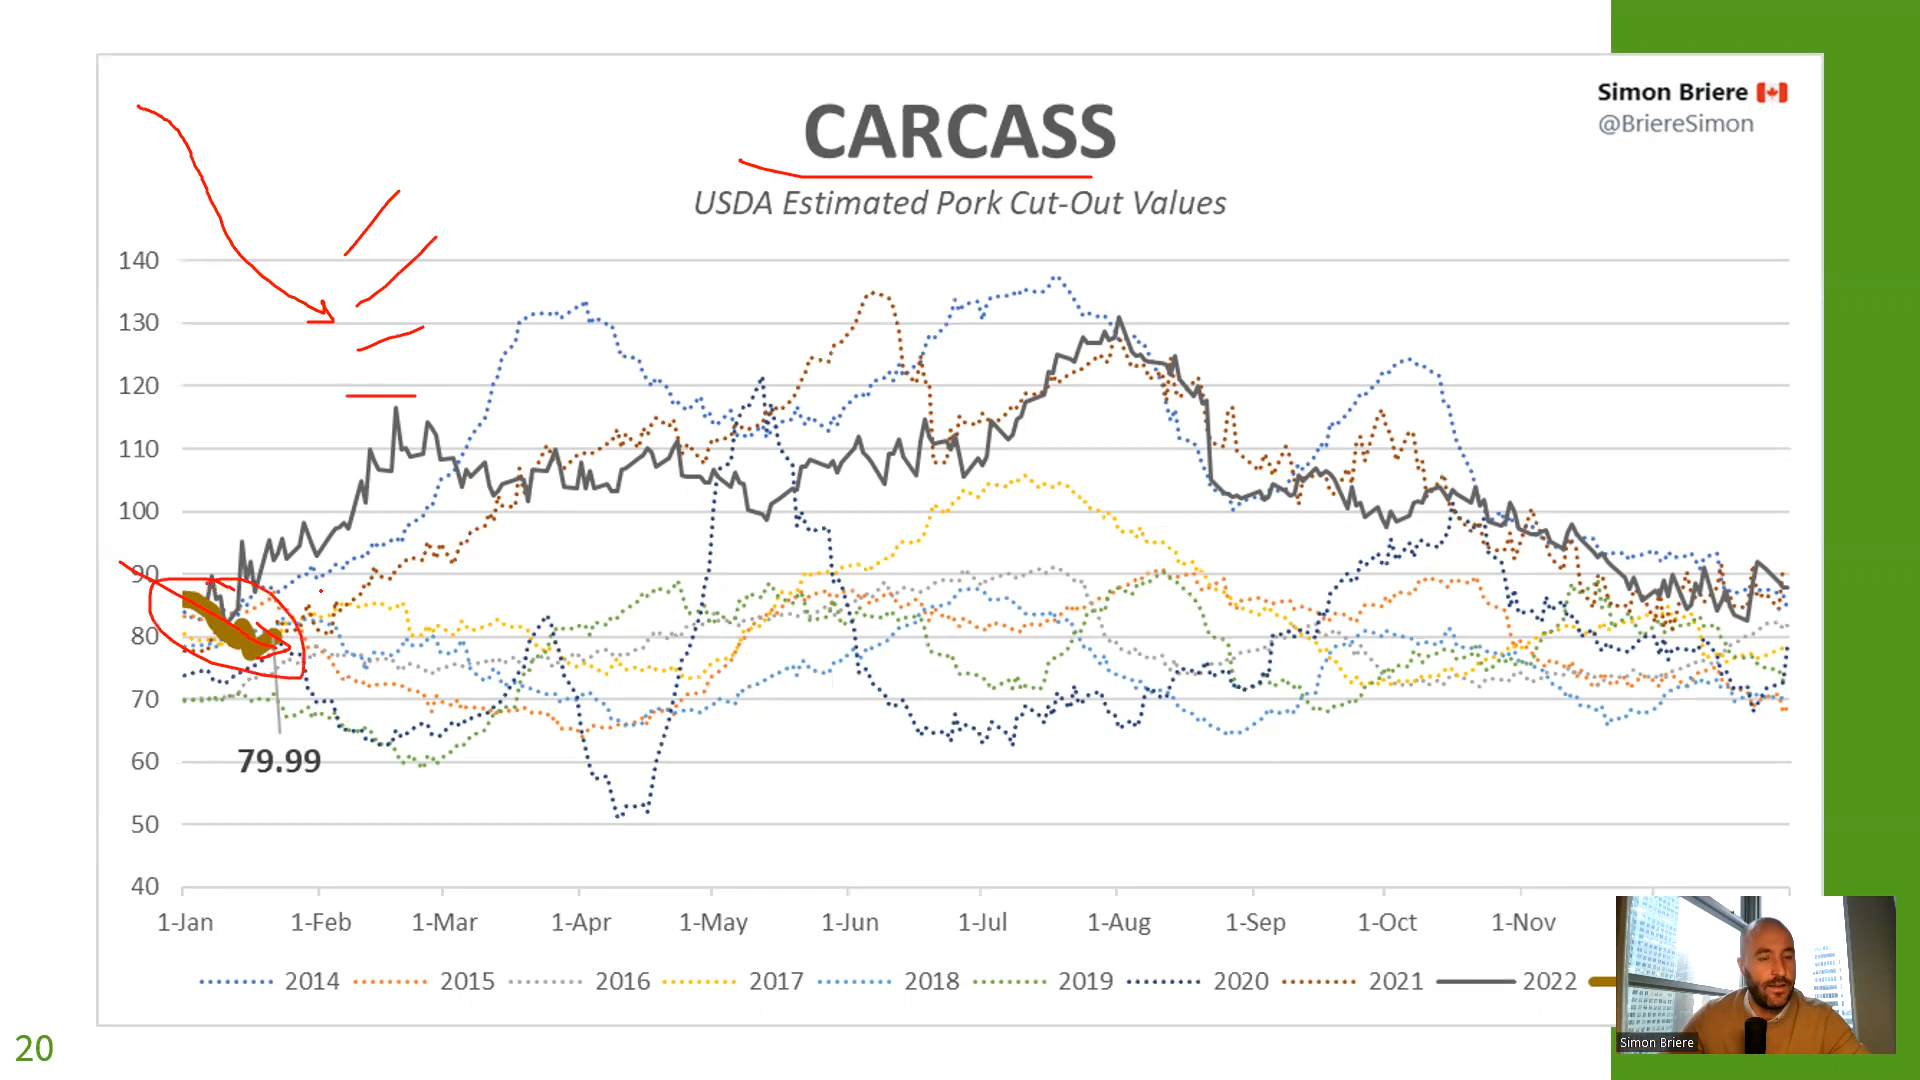 Simon Briere
@BriereSimon
CARCASS
USDA Estimated Pork Cut-Out Values
140
130
120
110
100
90
80
70
60
50
40
79.99
1-Jan 1-Feb 1-Mar 1-Apr 1-May 1-Jun 1-Jul 1-Aug 1-Sep 1-Oct 1-Nov
2014 2015 2016 2017 2018 2019 2020 2021 2022
Simon Briere
20